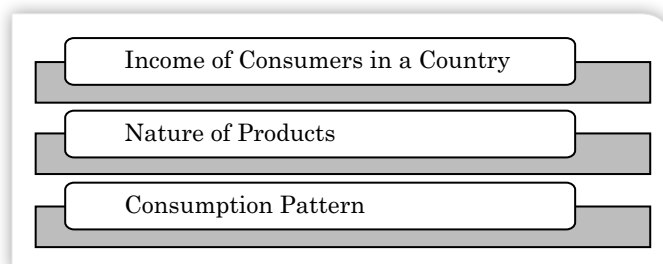 Income of Consumers in a Country
Nature of Products
Consumption Pattern